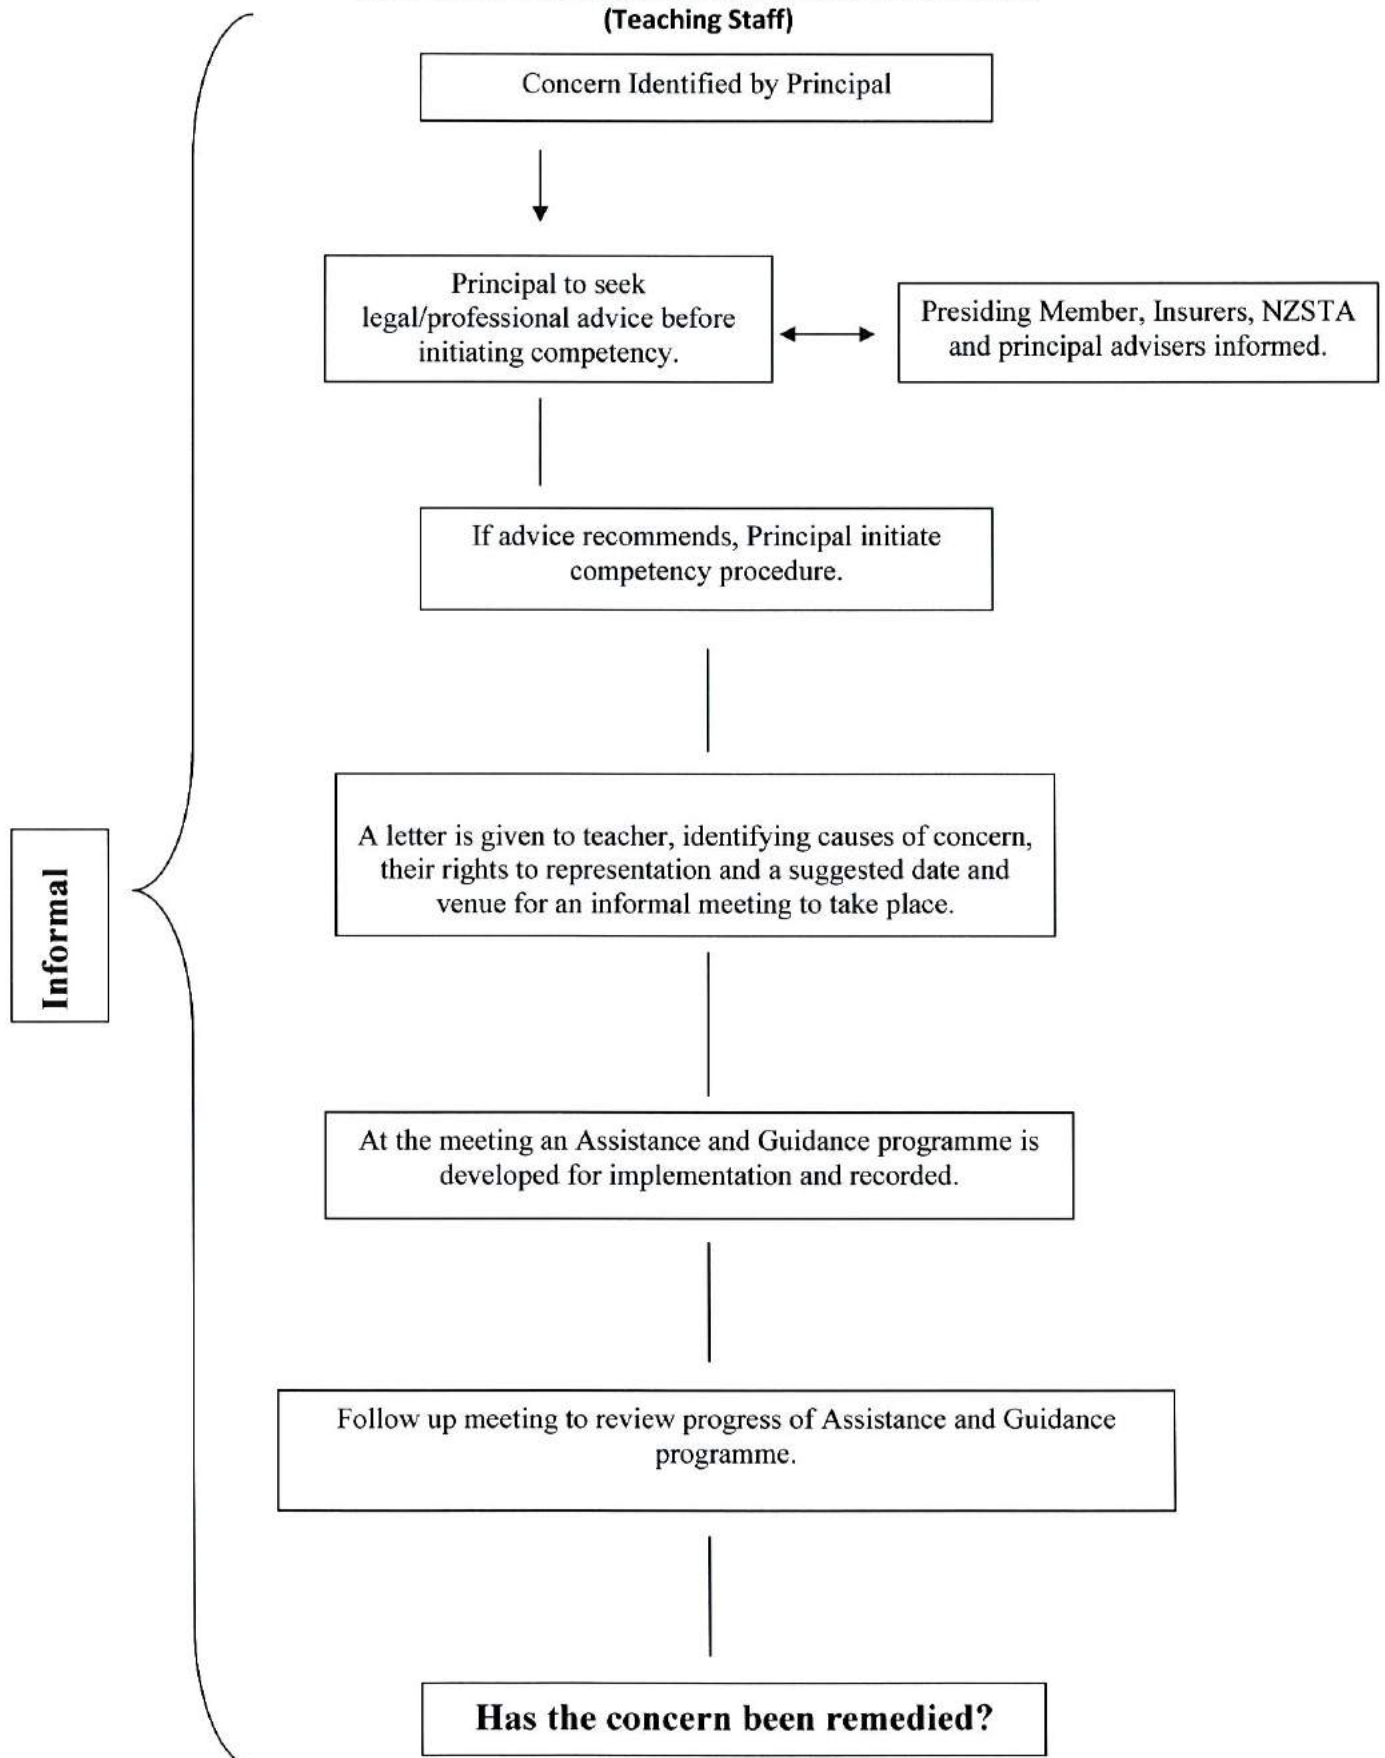 (Teaching Staff)
Concern Identified by Principal
Principal to seek
legal/professional advice before
initiating competency.
Presiding Member, Insurers, NZSTA
and principal advisers informed.
If advice recommends, Principal initiate
competency procedure.
A letter is given to teacher, identifying causes of concern,
their rights to representation and a suggested date and
venue for an informal meeting to take place.
Informal
At the meeting an Assistance and Guidance programme is
developed for implementation and recorded.
Follow up meeting to review progress of Assistance and Guidance
programme.
Has the concern been remedied?